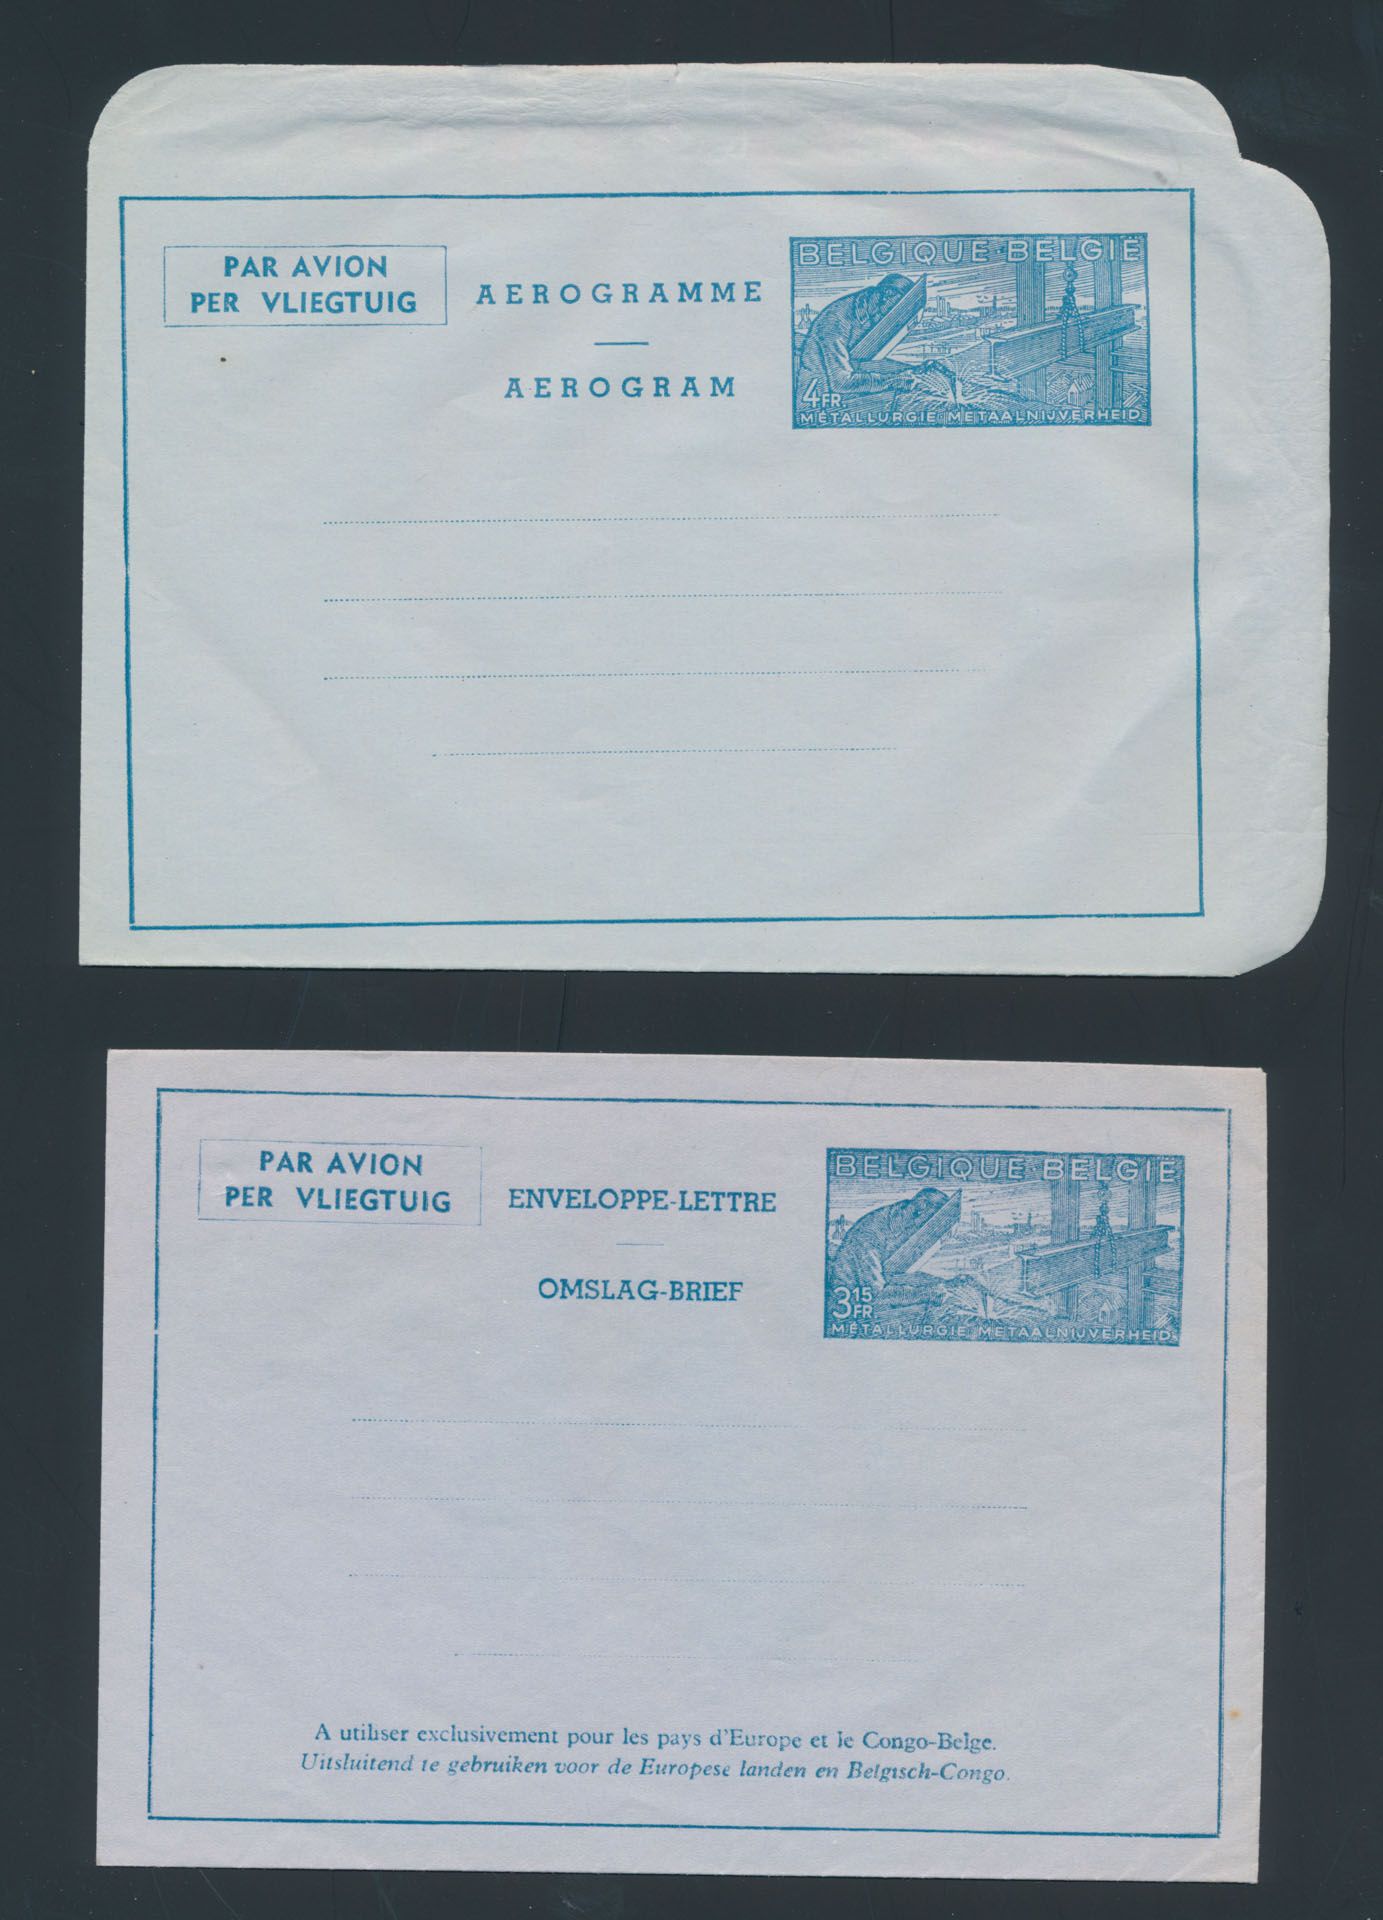 PAR AVION
PER VLIEGTUIG
AEROGRAMME
AEROGRAM
BELGIQUE·BELGIË
4FR.
MÉTALLURGIE METAALNIJVERHEID
PAR AVION
PER VLIEGTUIG
ENVELOPPE-LETTRE
OMSLAG-BRIEF
BELGIQUE·BELGIË
3 15 FR
MÉTALLURGIE METAALNIJVERHEID
A utiliser exclusivement pour les pays d'Europe et le Congo-Belge.
Uitsluitend te gebruiken voor de Europese landen en Belgisch-Congo.